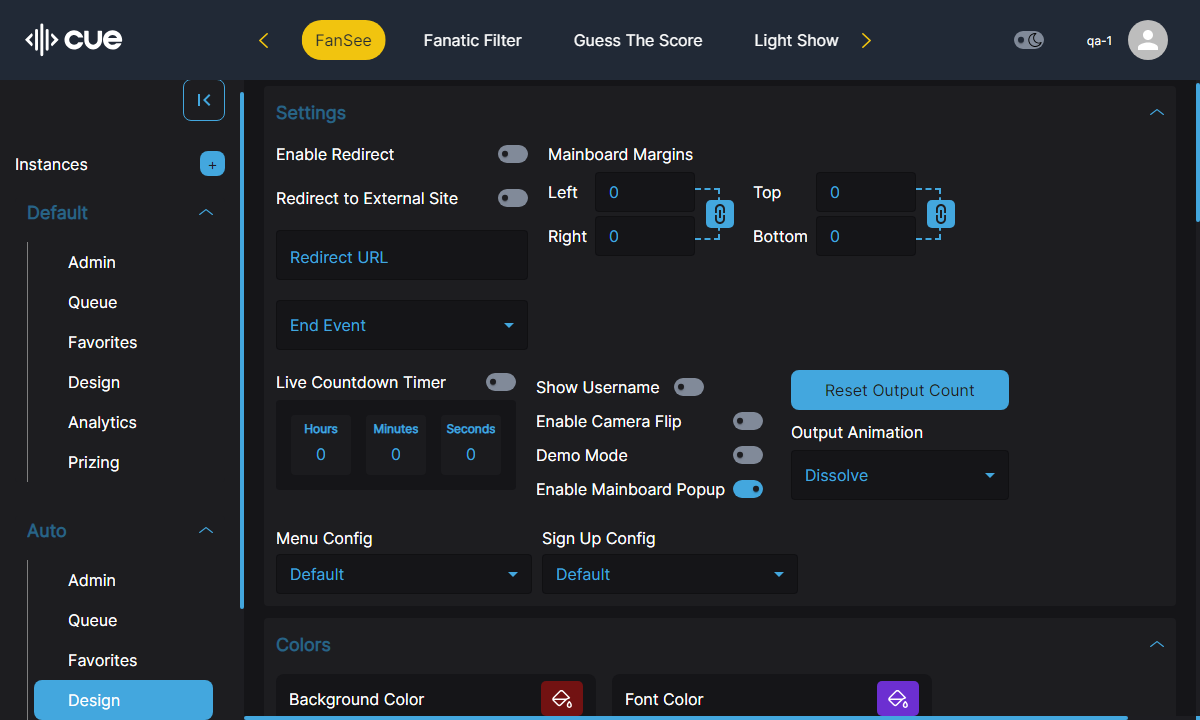 cue
FanSee
Fanatic Filter
Guess The Score
Light Show
qa-1
Instances
+
Default
Admin
Queue
Favorites
Design
Analytics
Prizing
Auto
Admin
Queue
Favorites
Design
Settings
Enable Redirect
Redirect to External Site
Redirect URL
End Event
Mainboard Margins
Left 0
Right 0
Top 0
Bottom 0
Live Countdown Timer
Hours Minutes Seconds
0 0 0
Show Username
Enable Camera Flip
Demo Mode
Enable Mainboard Popup
Reset Output Count
Output Animation
Dissolve
Menu Config
Default
Sign Up Config
Default
Colors
Background Color
Font Color